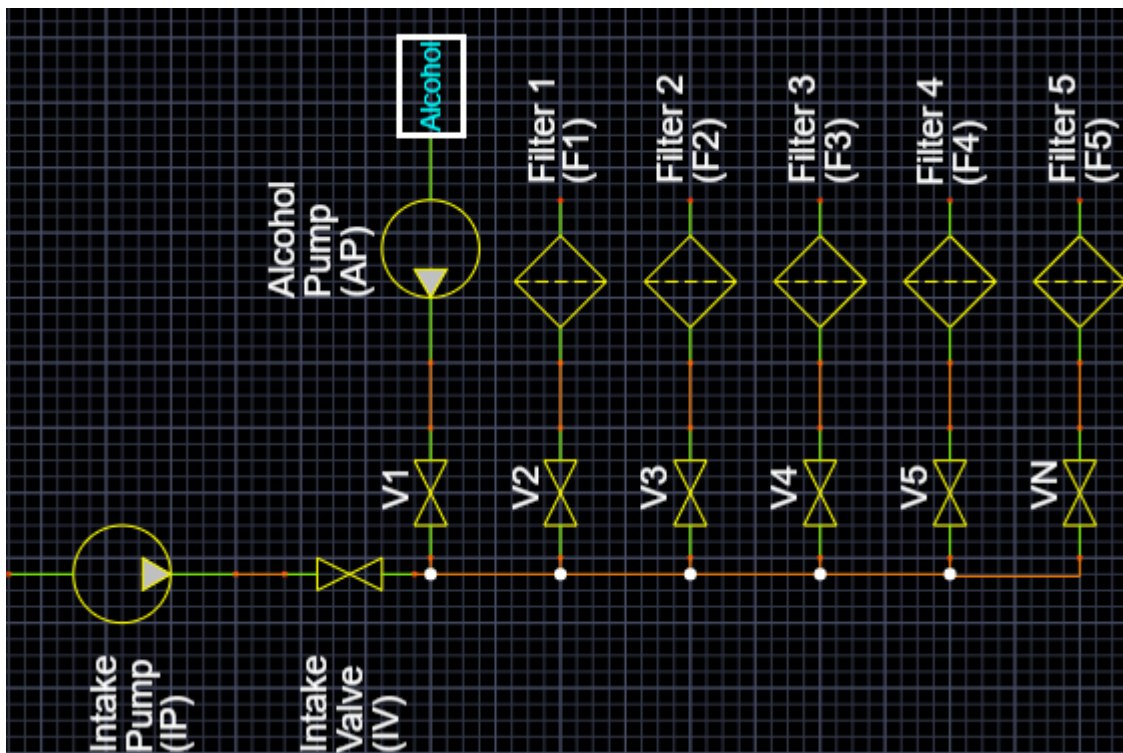 Alcohol
Alcohol
Pump
(AP)
Filter 1
(F1)
Filter 2
(F2)
Filter 3
(F3)
Filter 4
(F4)
Filter 5
(F5)
V1
V2
V3
V4
V5
VN
Intake
Pump
(IP)
Intake
Valve
(IV)